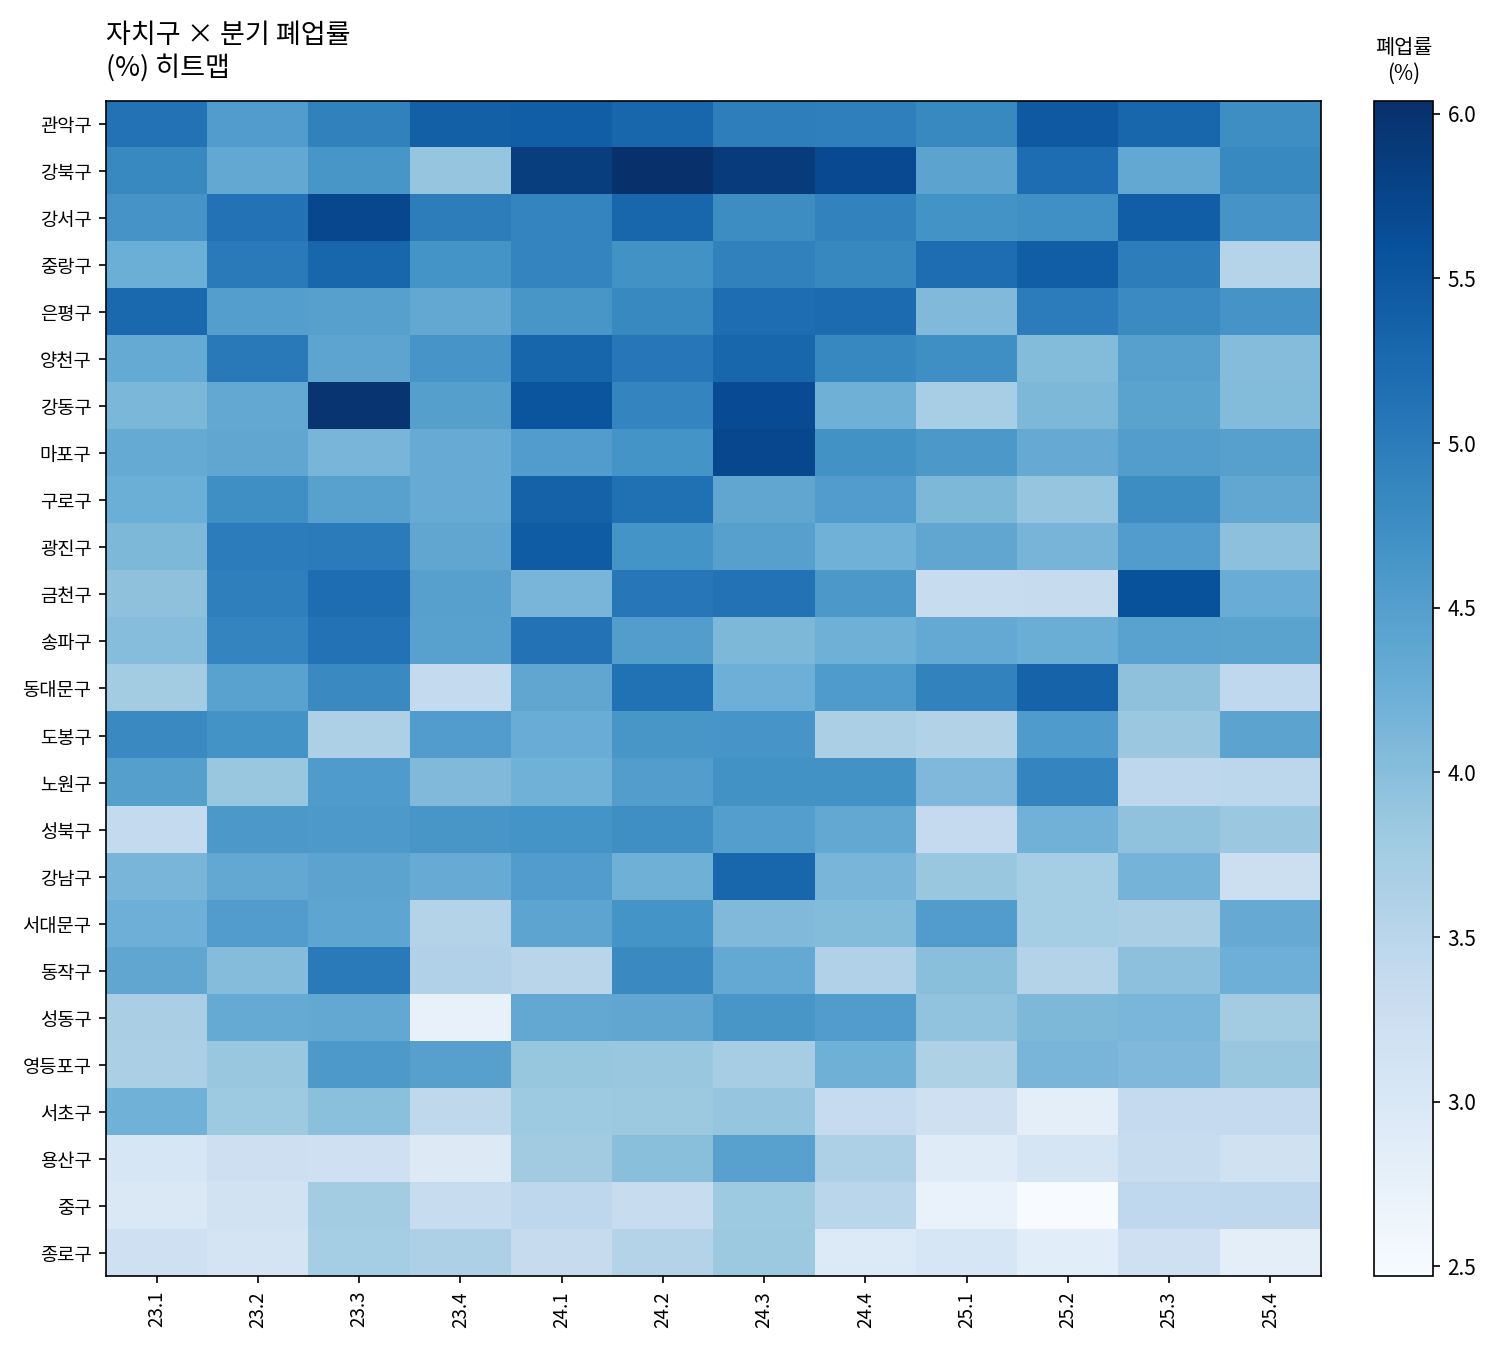 자치구 × 분기 폐업률
(%) 히트맵
폐업률
(%)
관악구
강북구
강서구
중랑구
은평구
양천구
강동구
마포구
구로구
광진구
금천구
송파구
동대문구
도봉구
노원구
성북구
강남구
서대문구
동작구
성동구
영등포구
서초구
용산구
중구
종로구
23.1
23.2
23.3
23.4
24.1
24.2
24.3
24.4
25.1
25.2
25.3
25.4
6.0
5.5
5.0
4.5
4.0
3.5
3.0
2.5